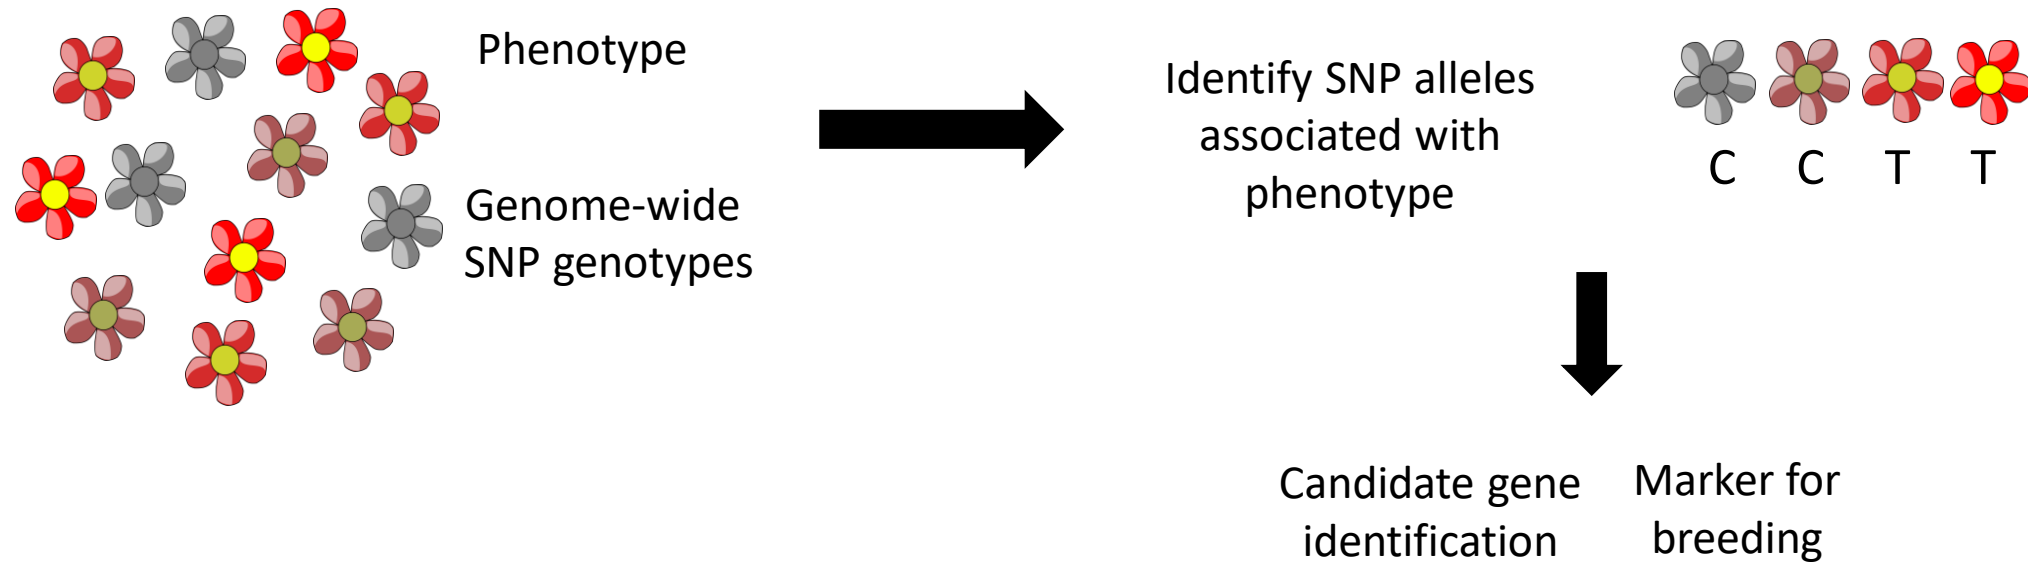 Phenotype
Genome-wide
SNP genotypes
Identify SNP alleles
associated with
phenotype
C C T T
Candidate gene
identification
Marker for
breeding